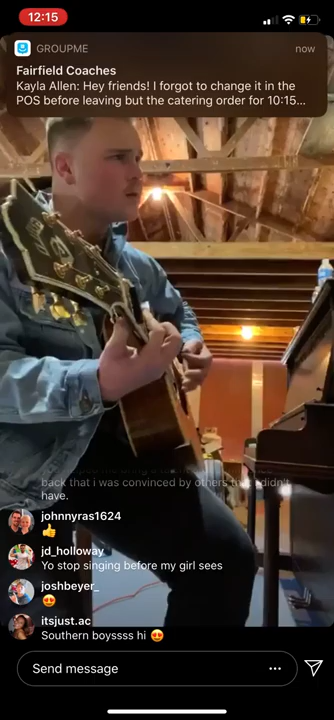 12:15
GROUPME
now
Fairfield Coaches
Kayla Allen: Hey friends! I forgot to change it in the
POS before leaving but the catering order for 10:15...
back that i was convinced by others that i didn't
have.
johnnyras1624
👍
jd_holloway
Yo stop singing before my girl sees
joshbeyer_
😍
itsjust.ac
Southern boyssss hi 😍
Send message